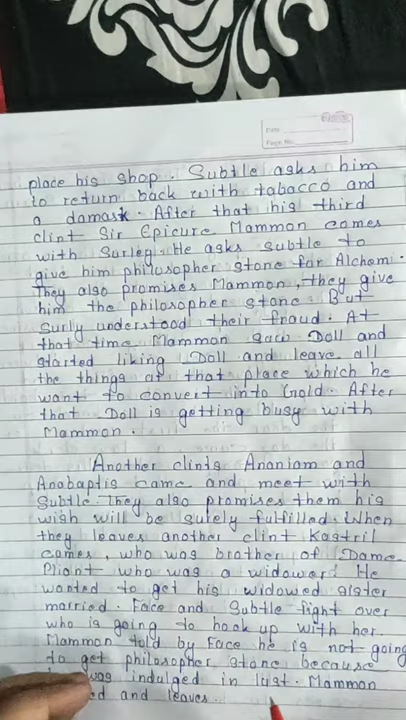 Date
Page No.
place his shop. Subtle asks him
to return back with tabacco and
a damask. After that his third
clint Sir Epicure Mammon comes
with Surley. He asks subtle to
give him philosopher stone for Alchemi.
They also promises Mammon, they give
him the philosopher stone. But
Surly understood their fraud. At
that time Mammon saw Doll and
started liking Doll and leave all
the things at that place which he
want to convert into Gold. After
that Doll is getting busy with
Mammon.
Another clints Ananiam and
Anabaptis came and meet with
Subtle. They also promises them his
wish will be surely fulfilled. When
they leaves another clint Kastril
comes, who was brother of Dame
Pliant who was a widower. He
wanted to get his widowed sister
married. Face and Subtle fight over
who is going to hook up with her.
Mammon told by Face he is not going
to get philosopher stone because
was indulged in lust. Mammon
ed and leaves.